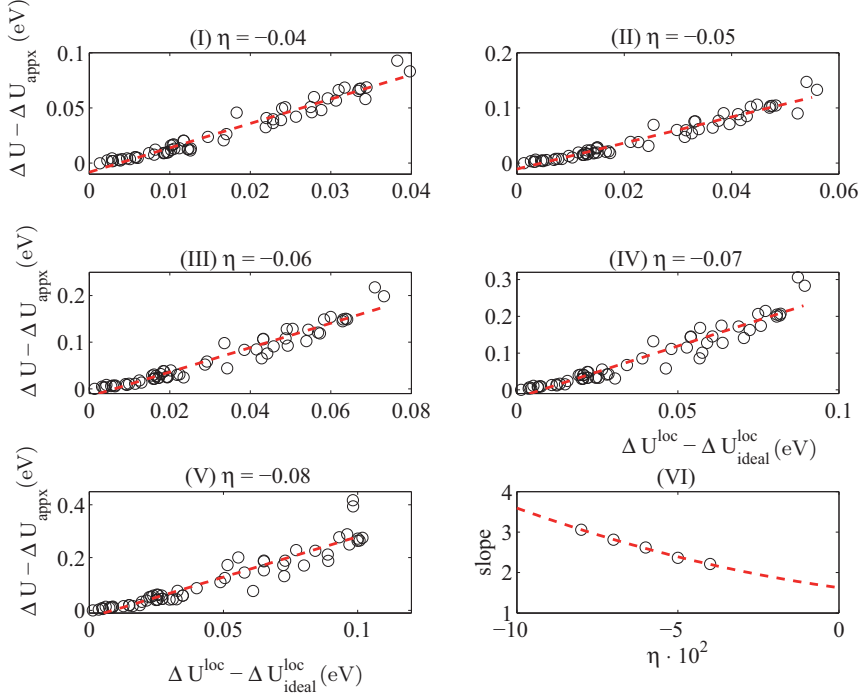 (I) η = −0.04
(II) η = −0.05
ΔU − ΔU_appx (eV)
0.1
0.05
0
0 0.01 0.02 0.03 0.04
0.2
0.1
0
0 0.02 0.04 0.06
(III) η = −0.06
(IV) η = −0.07
ΔU − ΔU_appx (eV)
0.2
0.1
0
0 0.02 0.04 0.06 0.08
0.3
0.2
0.1
0
0 0.05 0.1
ΔU^loc − ΔU^loc_ideal (eV)
(V) η = −0.08
(VI)
ΔU − ΔU_appx (eV)
0.4
0.2
0
0 0.05 0.1
ΔU^loc − ΔU^loc_ideal (eV)
slope
4
3
2
1
−10 −5 0
η · 10²